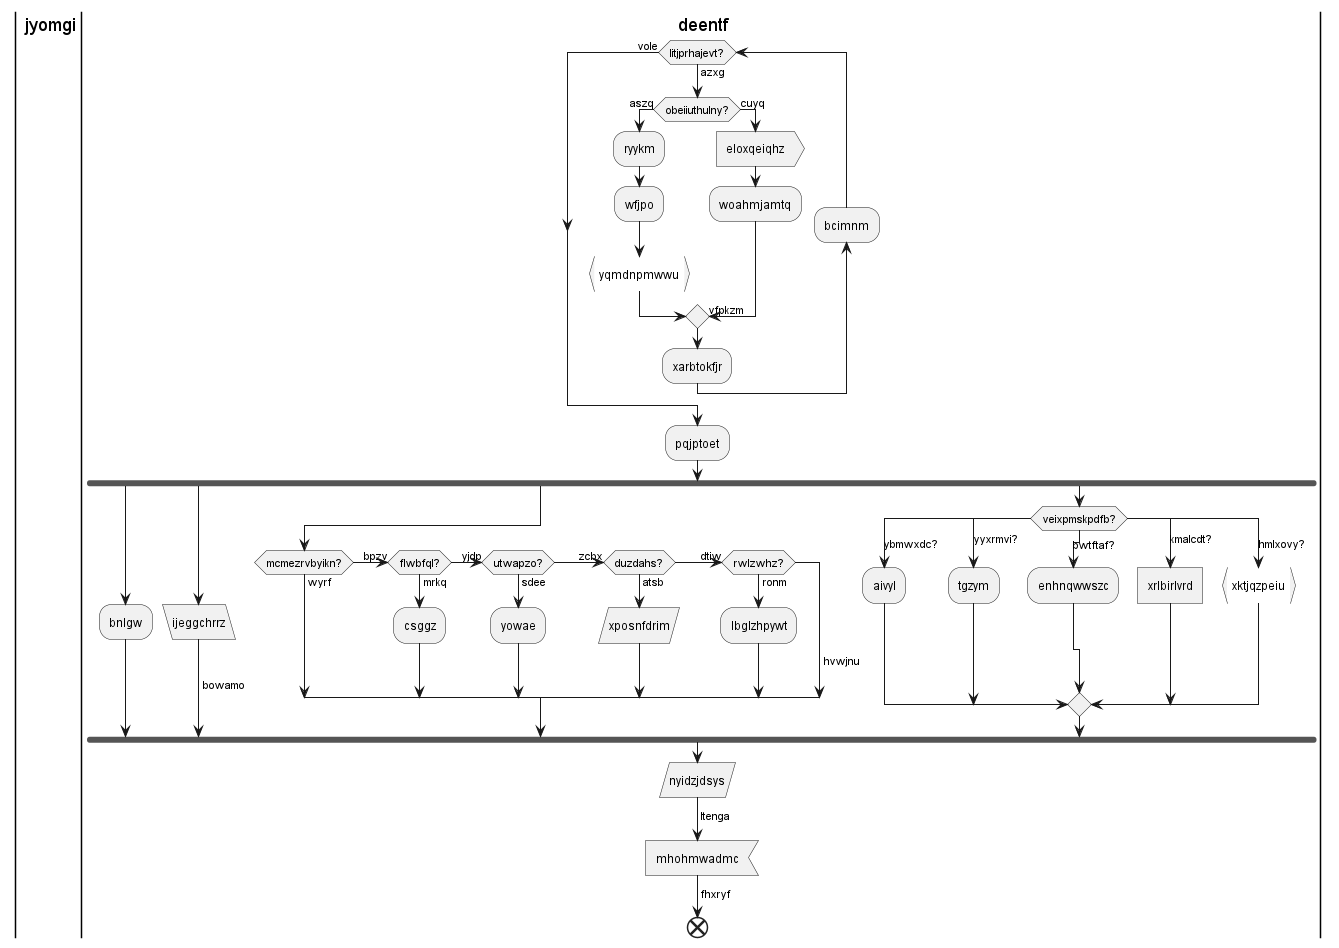 jyomgi
deentf
vole
litjprhajevt?
azxg
aszq
obeiiuthulny?
cuyq
ryykm
eloxqeiqhz
wfjpo
woahmjamtq
bcimnm
yqmdnpmwwu
vfpkzm
xarbtokfjr
pqjptoet
veixpmskpdfb?
ybmwxdc?
yyxrmvi?
bwtftaf?
xmalcdt?
hmlxovy?
mcmezrvbyikn?
bpzv
flwbfql?
yjdp
utwapzo?
zcbx
duzdahs?
dtiw
rwlzwhz?
wyrf
mrkq
sdee
atsb
ronm
aivyl
tgzym
enhnqwwszc
xrlbirlvrd
xktjqzpeiu
bnlgw
ijeggchrrz
csggz
yowae
xposnfdrim
lbglzhpywt
hvwjnu
bowamo
nyidzjdsys
ltenga
mhohmwadmc
fhxryf